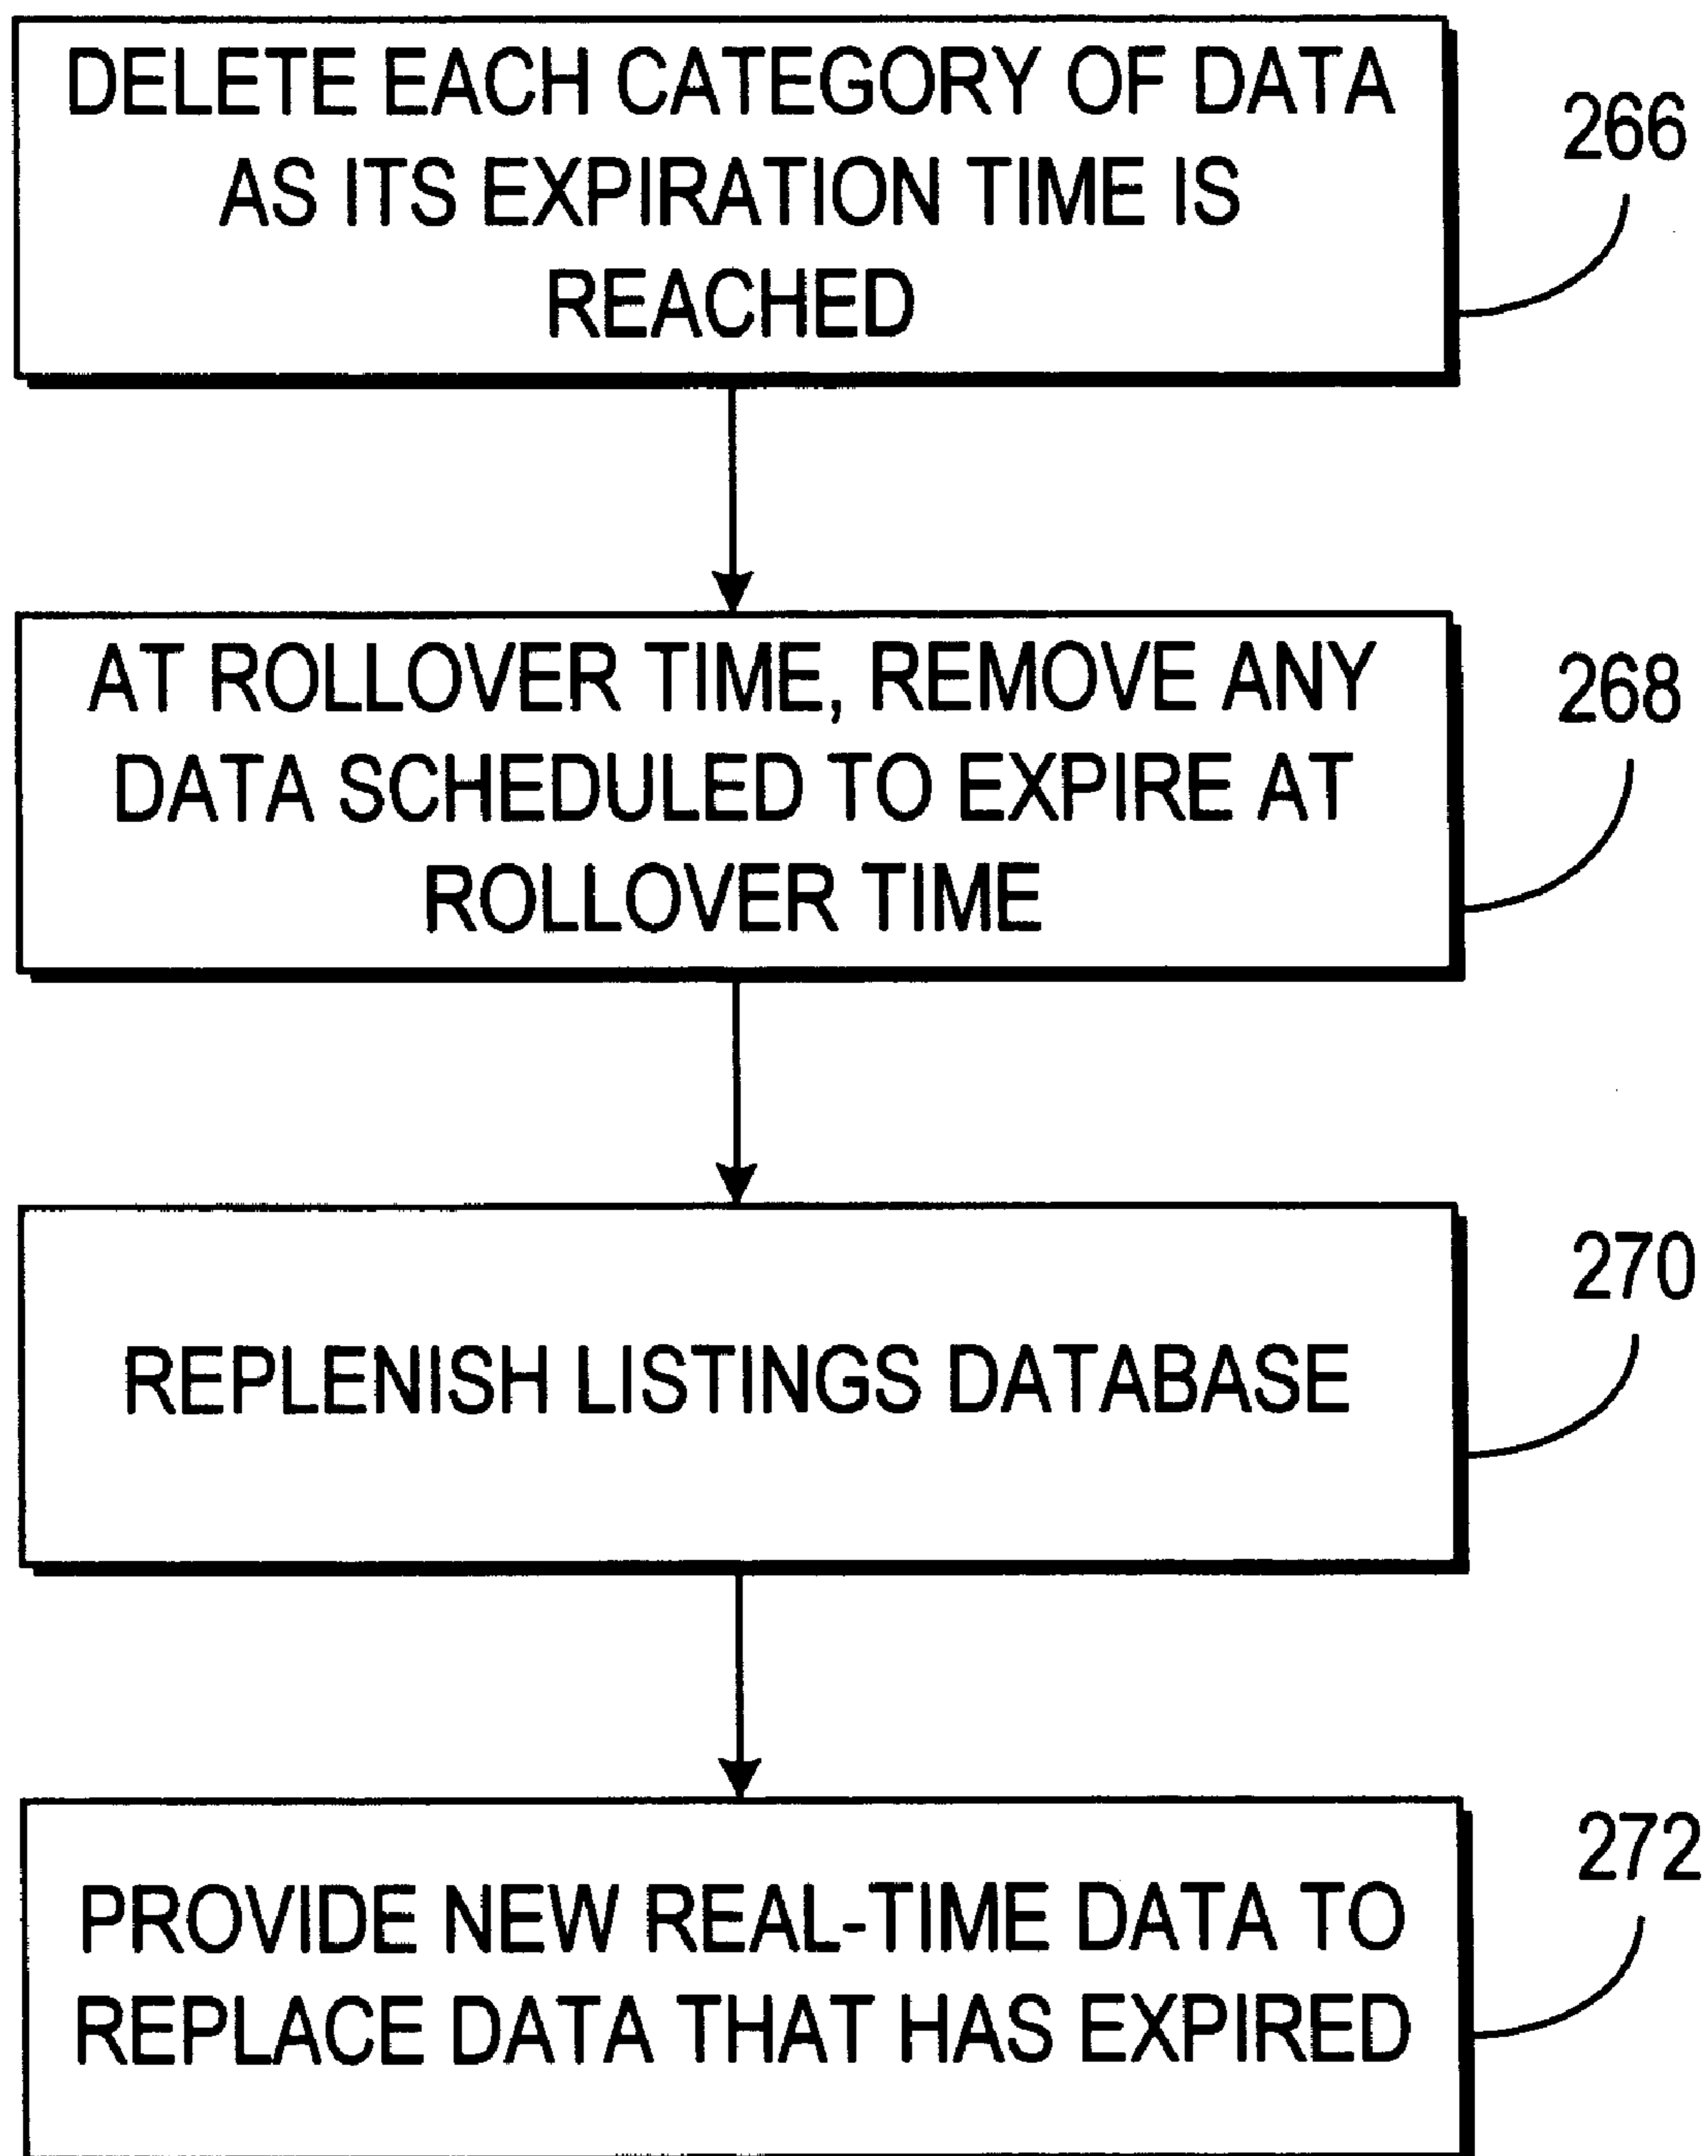 DELETE EACH CATEGORY OF DATA
AS ITS EXPIRATION TIME IS
REACHED
266
AT ROLLOVER TIME, REMOVE ANY
DATA SCHEDULED TO EXPIRE AT
ROLLOVER TIME
268
REPLENISH LISTINGS DATABASE
270
PROVIDE NEW REAL-TIME DATA TO
REPLACE DATA THAT HAS EXPIRED
272